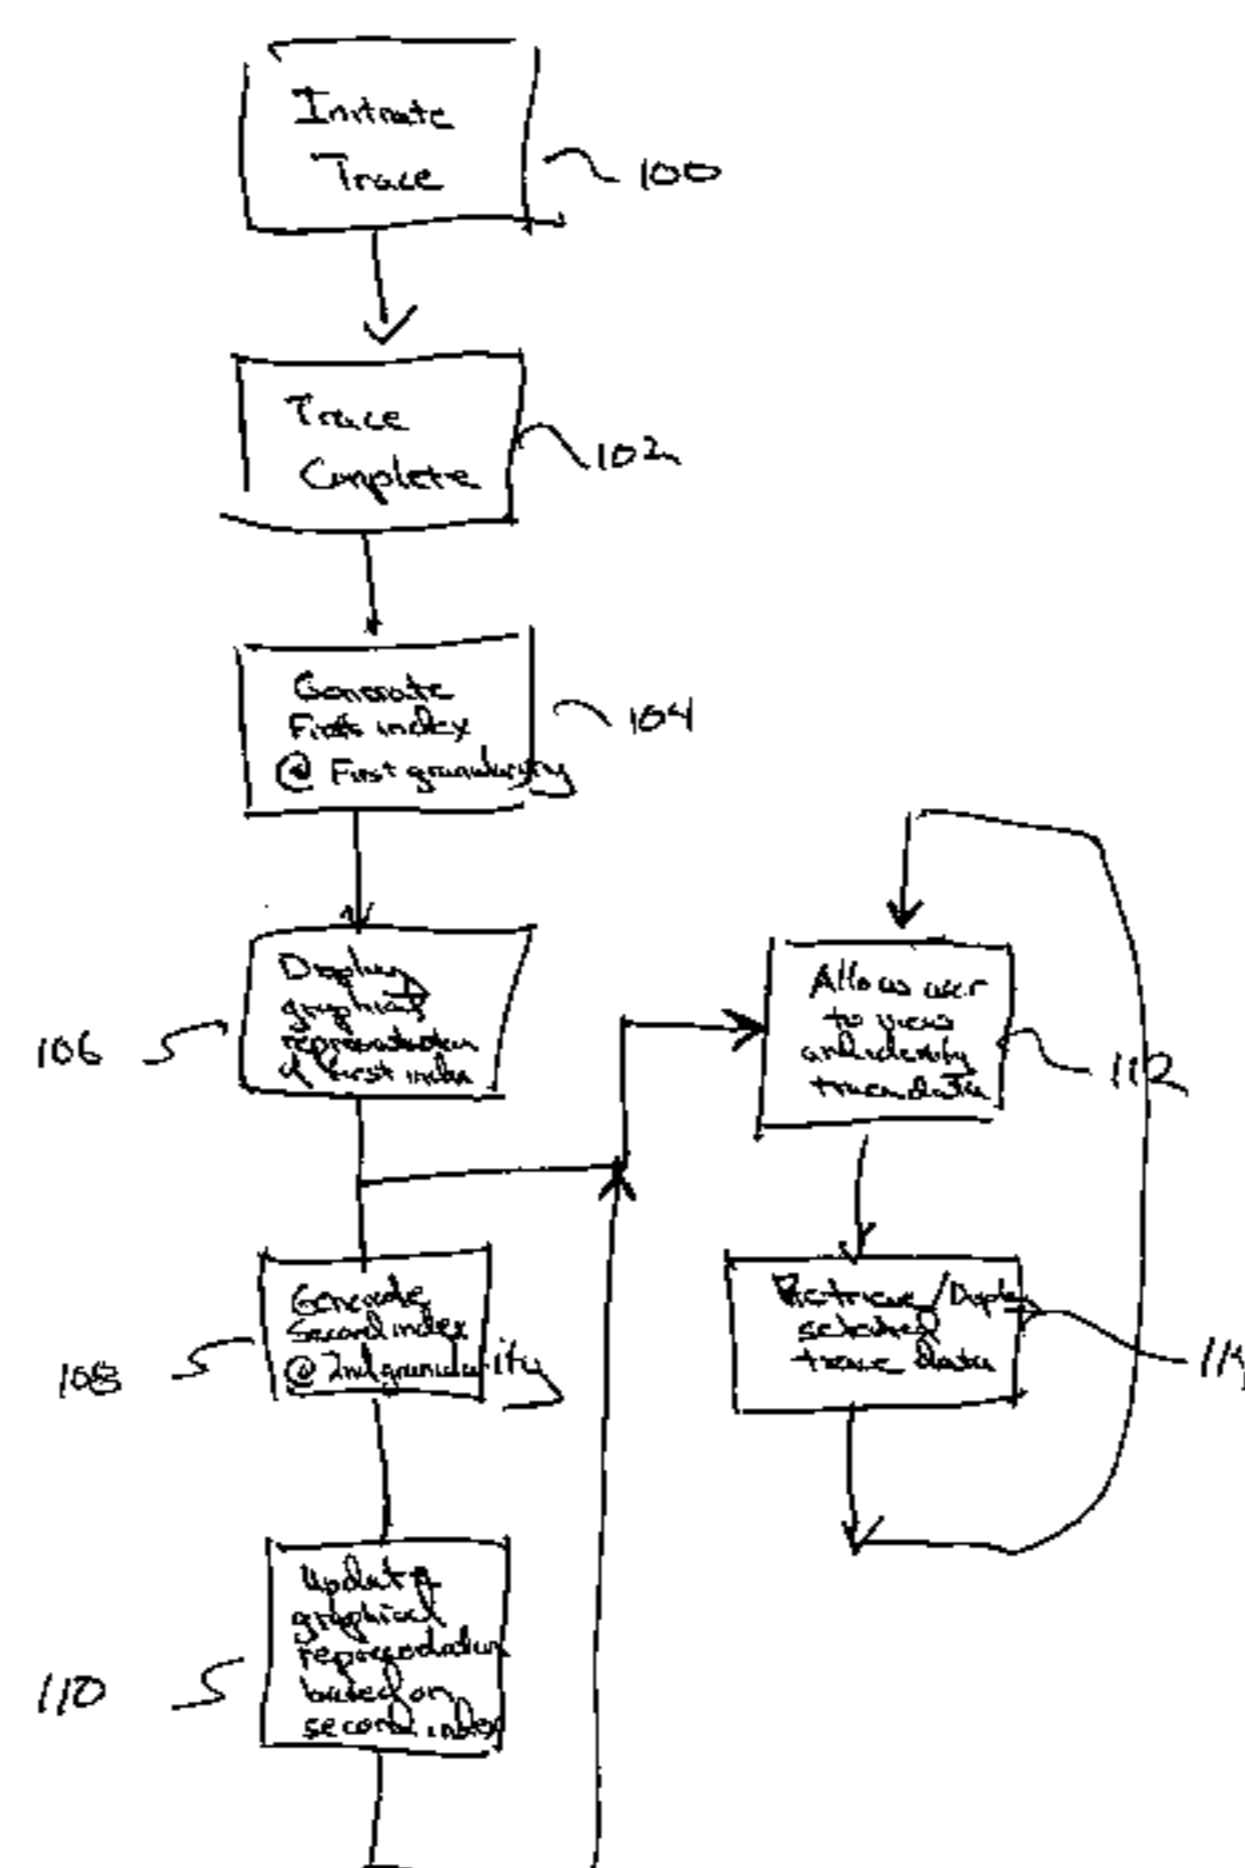 Initiate
Trace
100
Trace
Complete
102
Generate
First index
@ First granularity
104
Display
graphical
representation
of first index
106
Allows user
to view
and identify
trace data
112
Generate
Second index
@ 2nd granularity
108
Retrieve/Display
selected
trace data
114
Update
graphical
representation
based on
second index
110